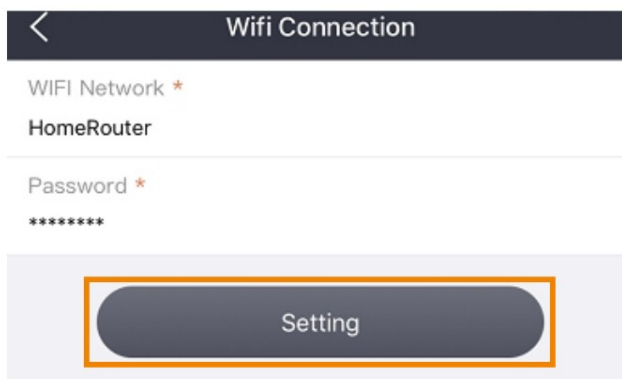 Wifi Connection
WIFI Network *
HomeRouter
Password *
********
Setting